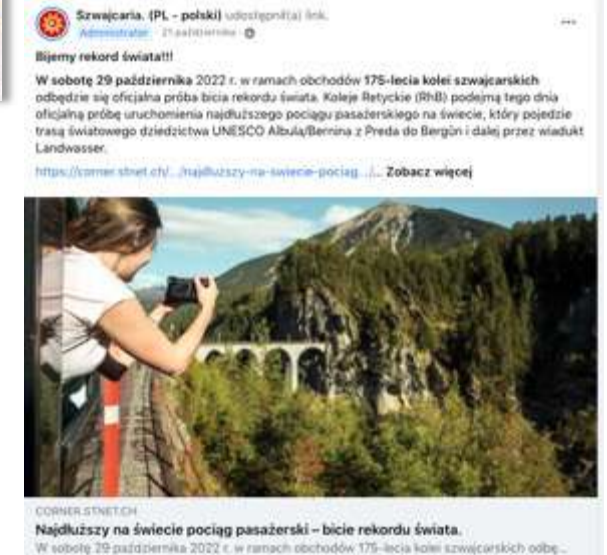 Szwajcaria. (PL - polski) udostępnił(a) link.
Administrator · 21 października ·
Bijemy rekord świata!!!
W sobotę 29 października 2022 r. w ramach obchodów 175-lecia kolei szwajcarskich
odbędzie się oficjalna próba bicia rekordu świata. Koleje Retyckie (RhB) podejmą tego dnia
oficjalną próbę uruchomienia najdłuższego pociągu pasażerskiego na świecie, który pojedzie
trasą światowego dziedzictwa UNESCO Albula/Bernina z Preda do Bergün i dalej przez wiadukt
Landwasser.
https://corner.stnet.ch/.../najdluzszy-na-swiecie-pociag.../... Zobacz więcej
CORNER.STNET.CH
Najdłuższy na świecie pociąg pasażerski – bicie rekordu świata.
W sobotę 29 października 2022 r. w ramach obchodów 175-lecia kolei szwajcarskich odbę...